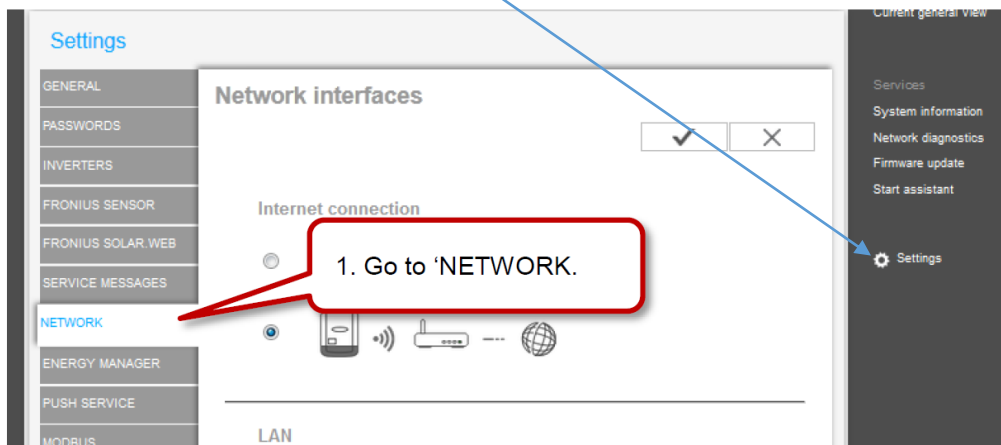 Settings
GENERAL
PASSWORDS
INVERTERS
FRONIUS SENSOR
FRONIUS SOLAR.WEB
SERVICE MESSAGES
NETWORK
ENERGY MANAGER
PUSH SERVICE
MODBUS
Network interfaces
Internet connection
1. Go to ‘NETWORK.
LAN
Current general View
Services
System information
Network diagnostics
Firmware update
Start assistant
Settings